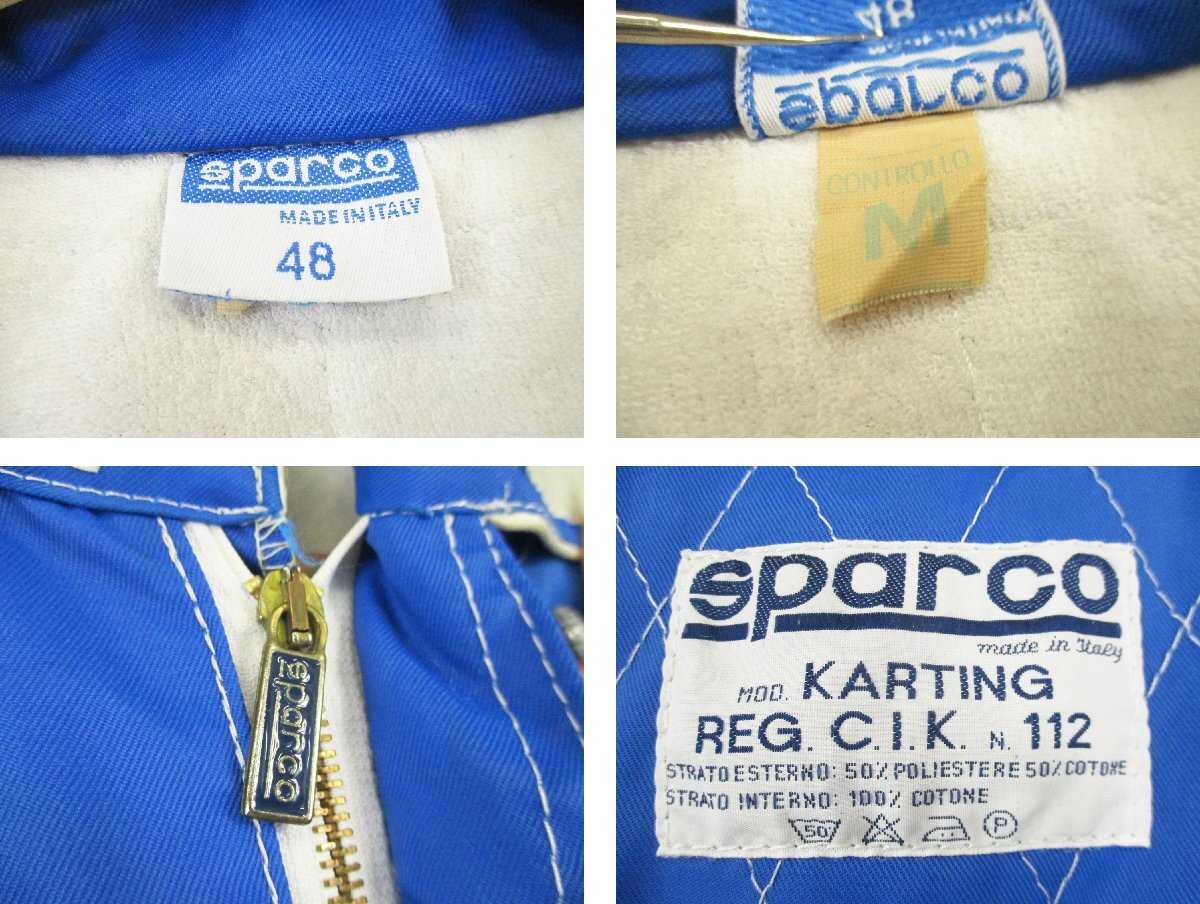 sparco
MADE IN ITALY
48
48
sparco
CONTROLLO
M
sparco
sparco
made in Italy
MOD. KARTING
REG. C.I.K. N. 112
STRATO ESTERNO: 50% POLIESTERE 50% COTONE
STRATO INTERNO: 100% COTONE
50 P